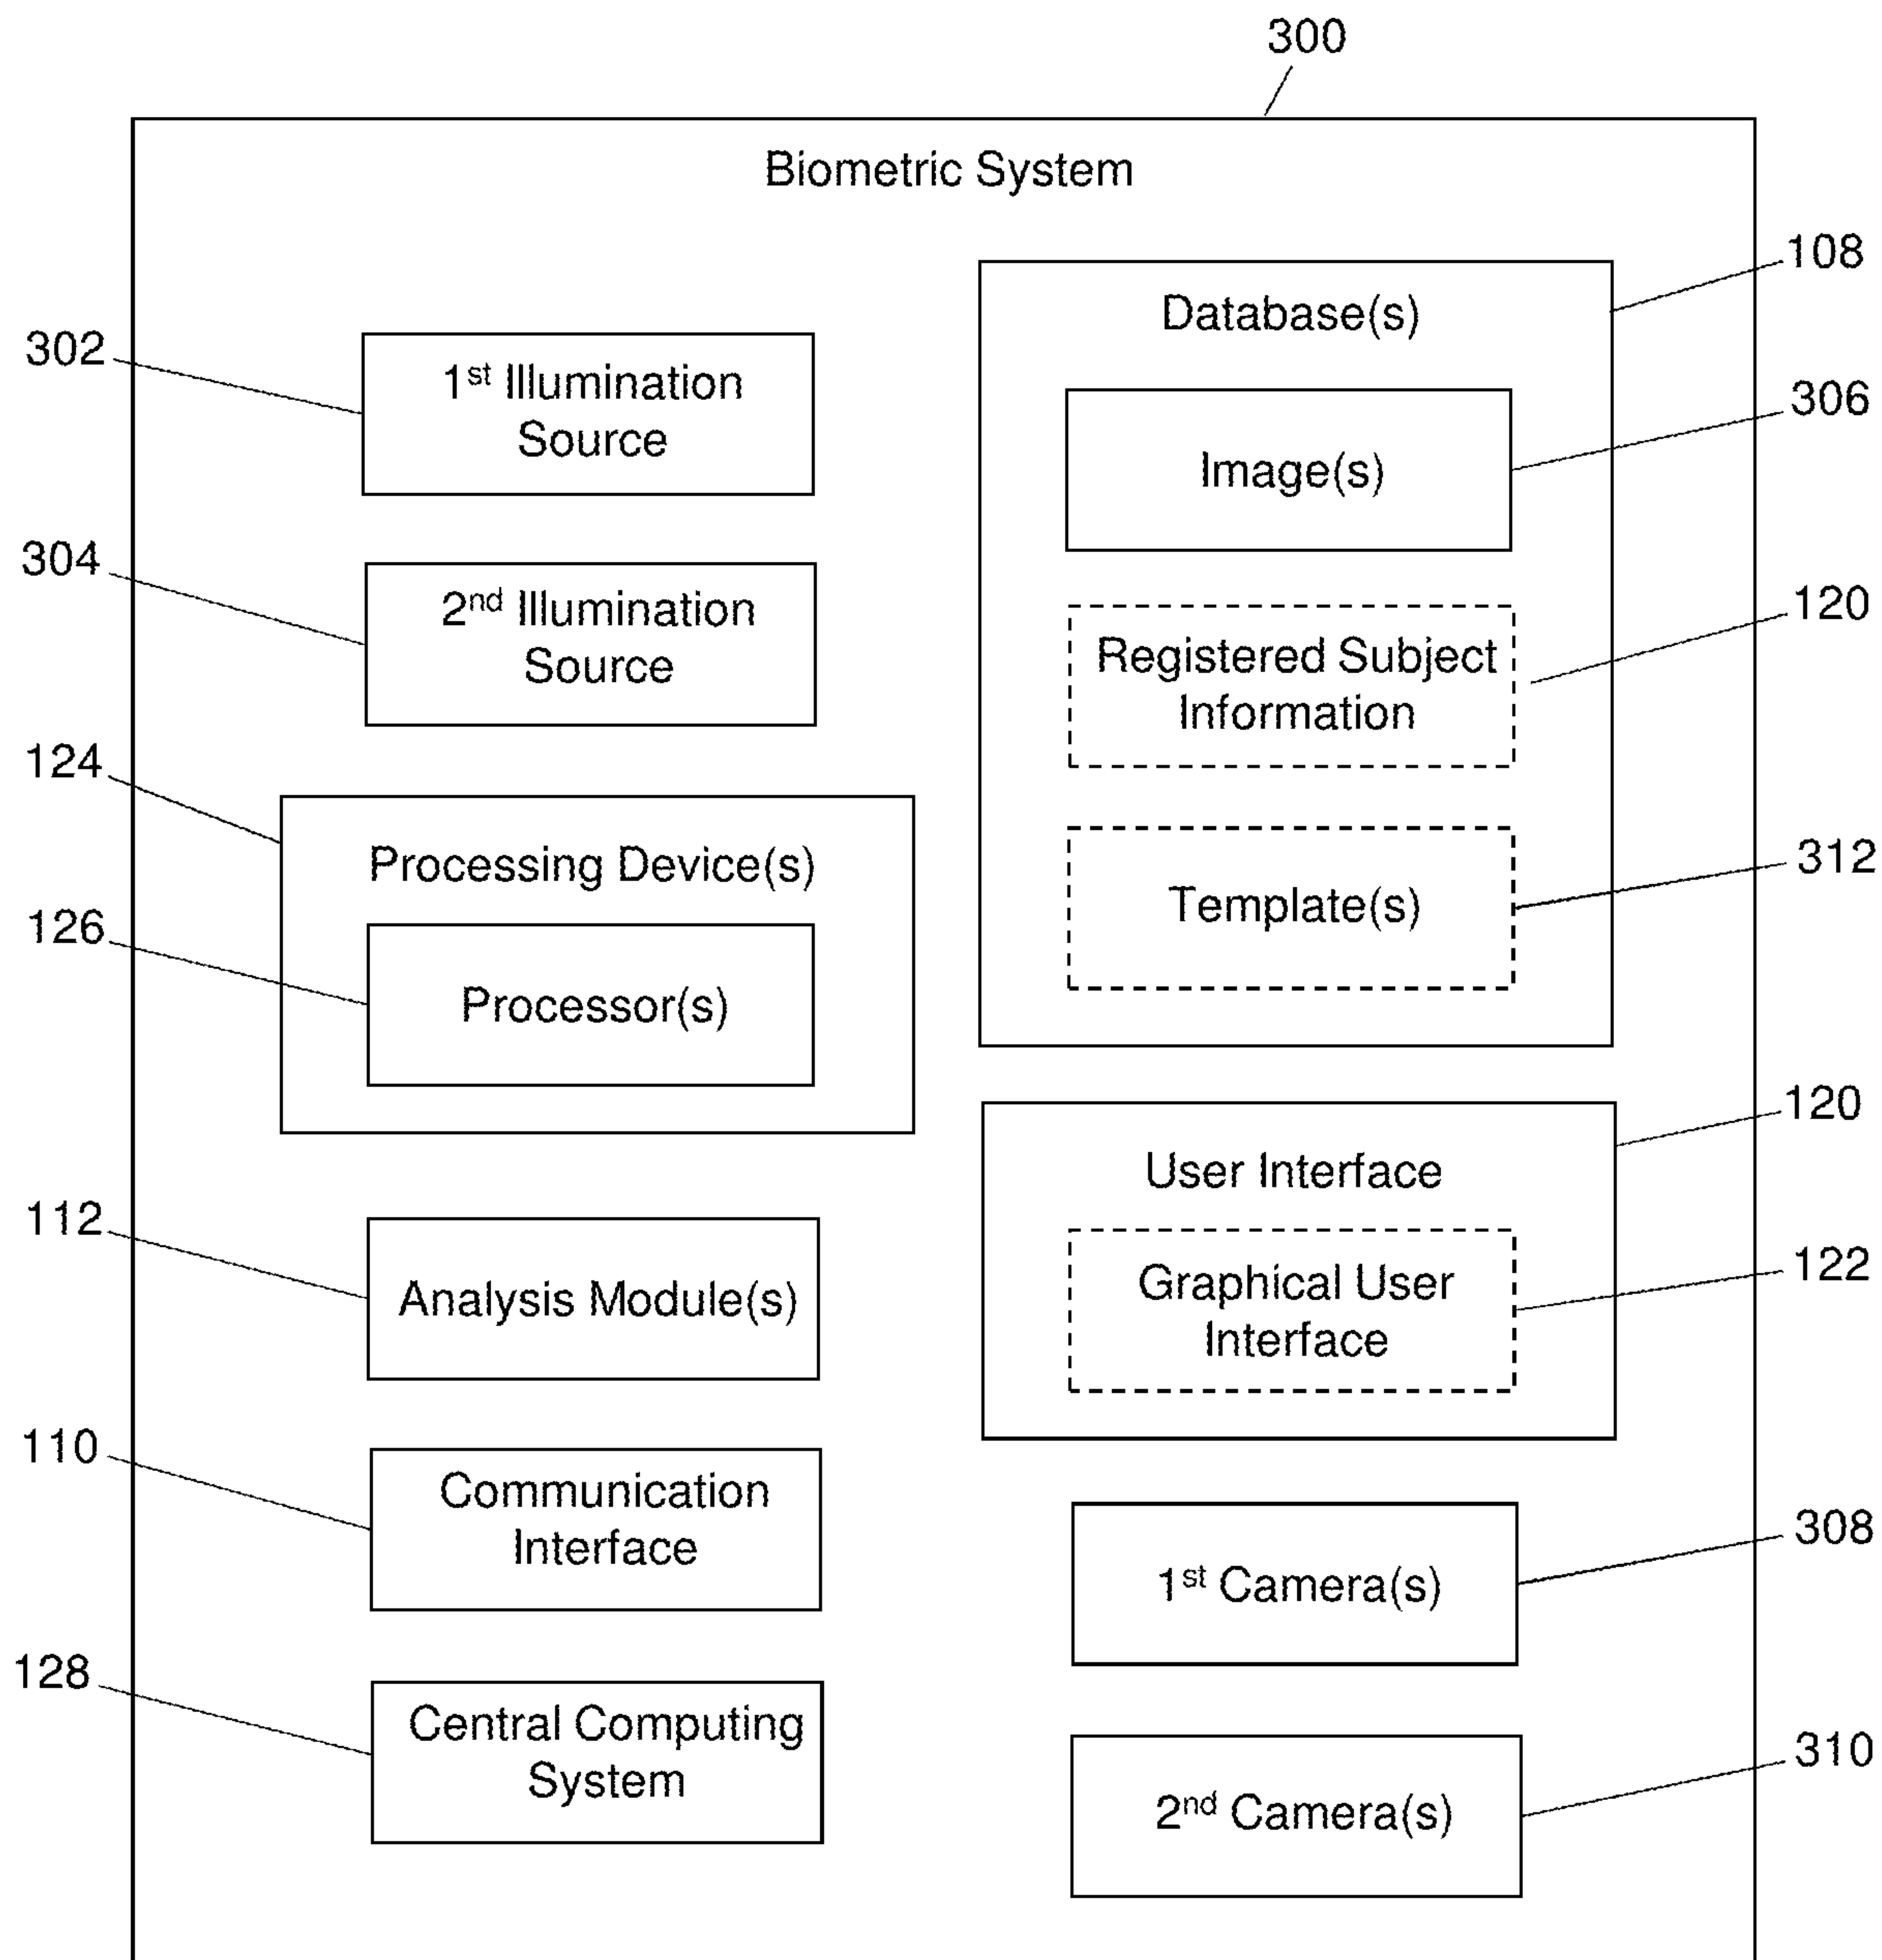 300
Biometric System
302
1st Illumination
Source
304
2nd Illumination
Source
124
Processing Device(s)
126
Processor(s)
112
Analysis Module(s)
110
Communication
Interface
128
Central Computing
System
108
Database(s)
306
Image(s)
120
Registered Subject
Information
312
Template(s)
120
User Interface
122
Graphical User
Interface
308
1st Camera(s)
310
2nd Camera(s)